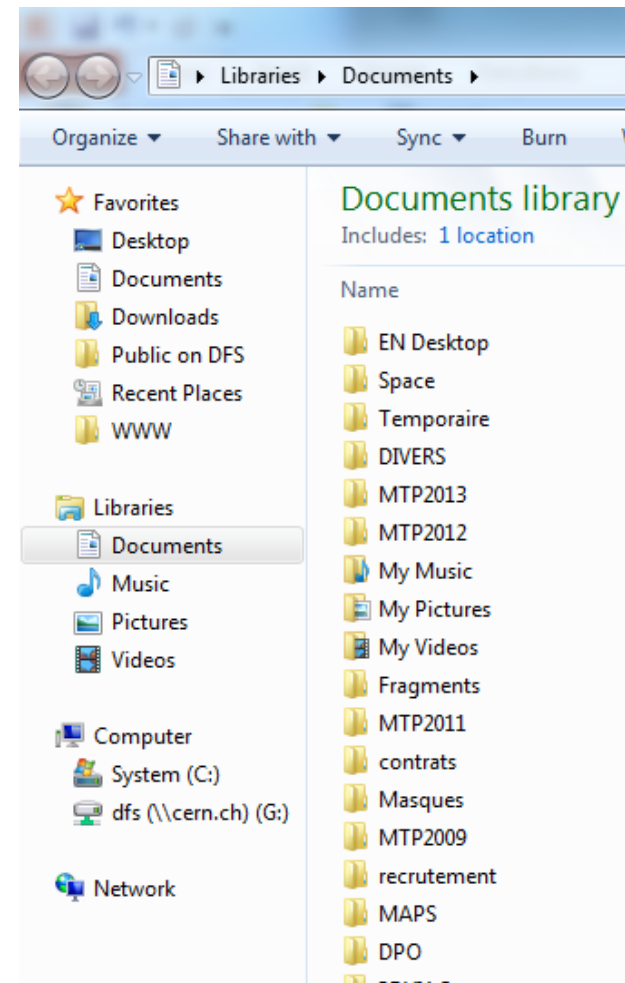 Libraries Documents
Organize Share with Sync Burn
Favorites
Desktop
Documents
Downloads
Public on DFS
Recent Places
WWW
Libraries
Documents
Music
Pictures
Videos
Computer
System (C:)
dfs (\\cern.ch) (G:)
Network
Documents library
Includes: 1 location
Name
EN Desktop
Space
Temporaire
DIVERS
MTP2013
MTP2012
My Music
My Pictures
My Videos
Fragments
MTP2011
contrats
Masques
MTP2009
recrutement
MAPS
DPO